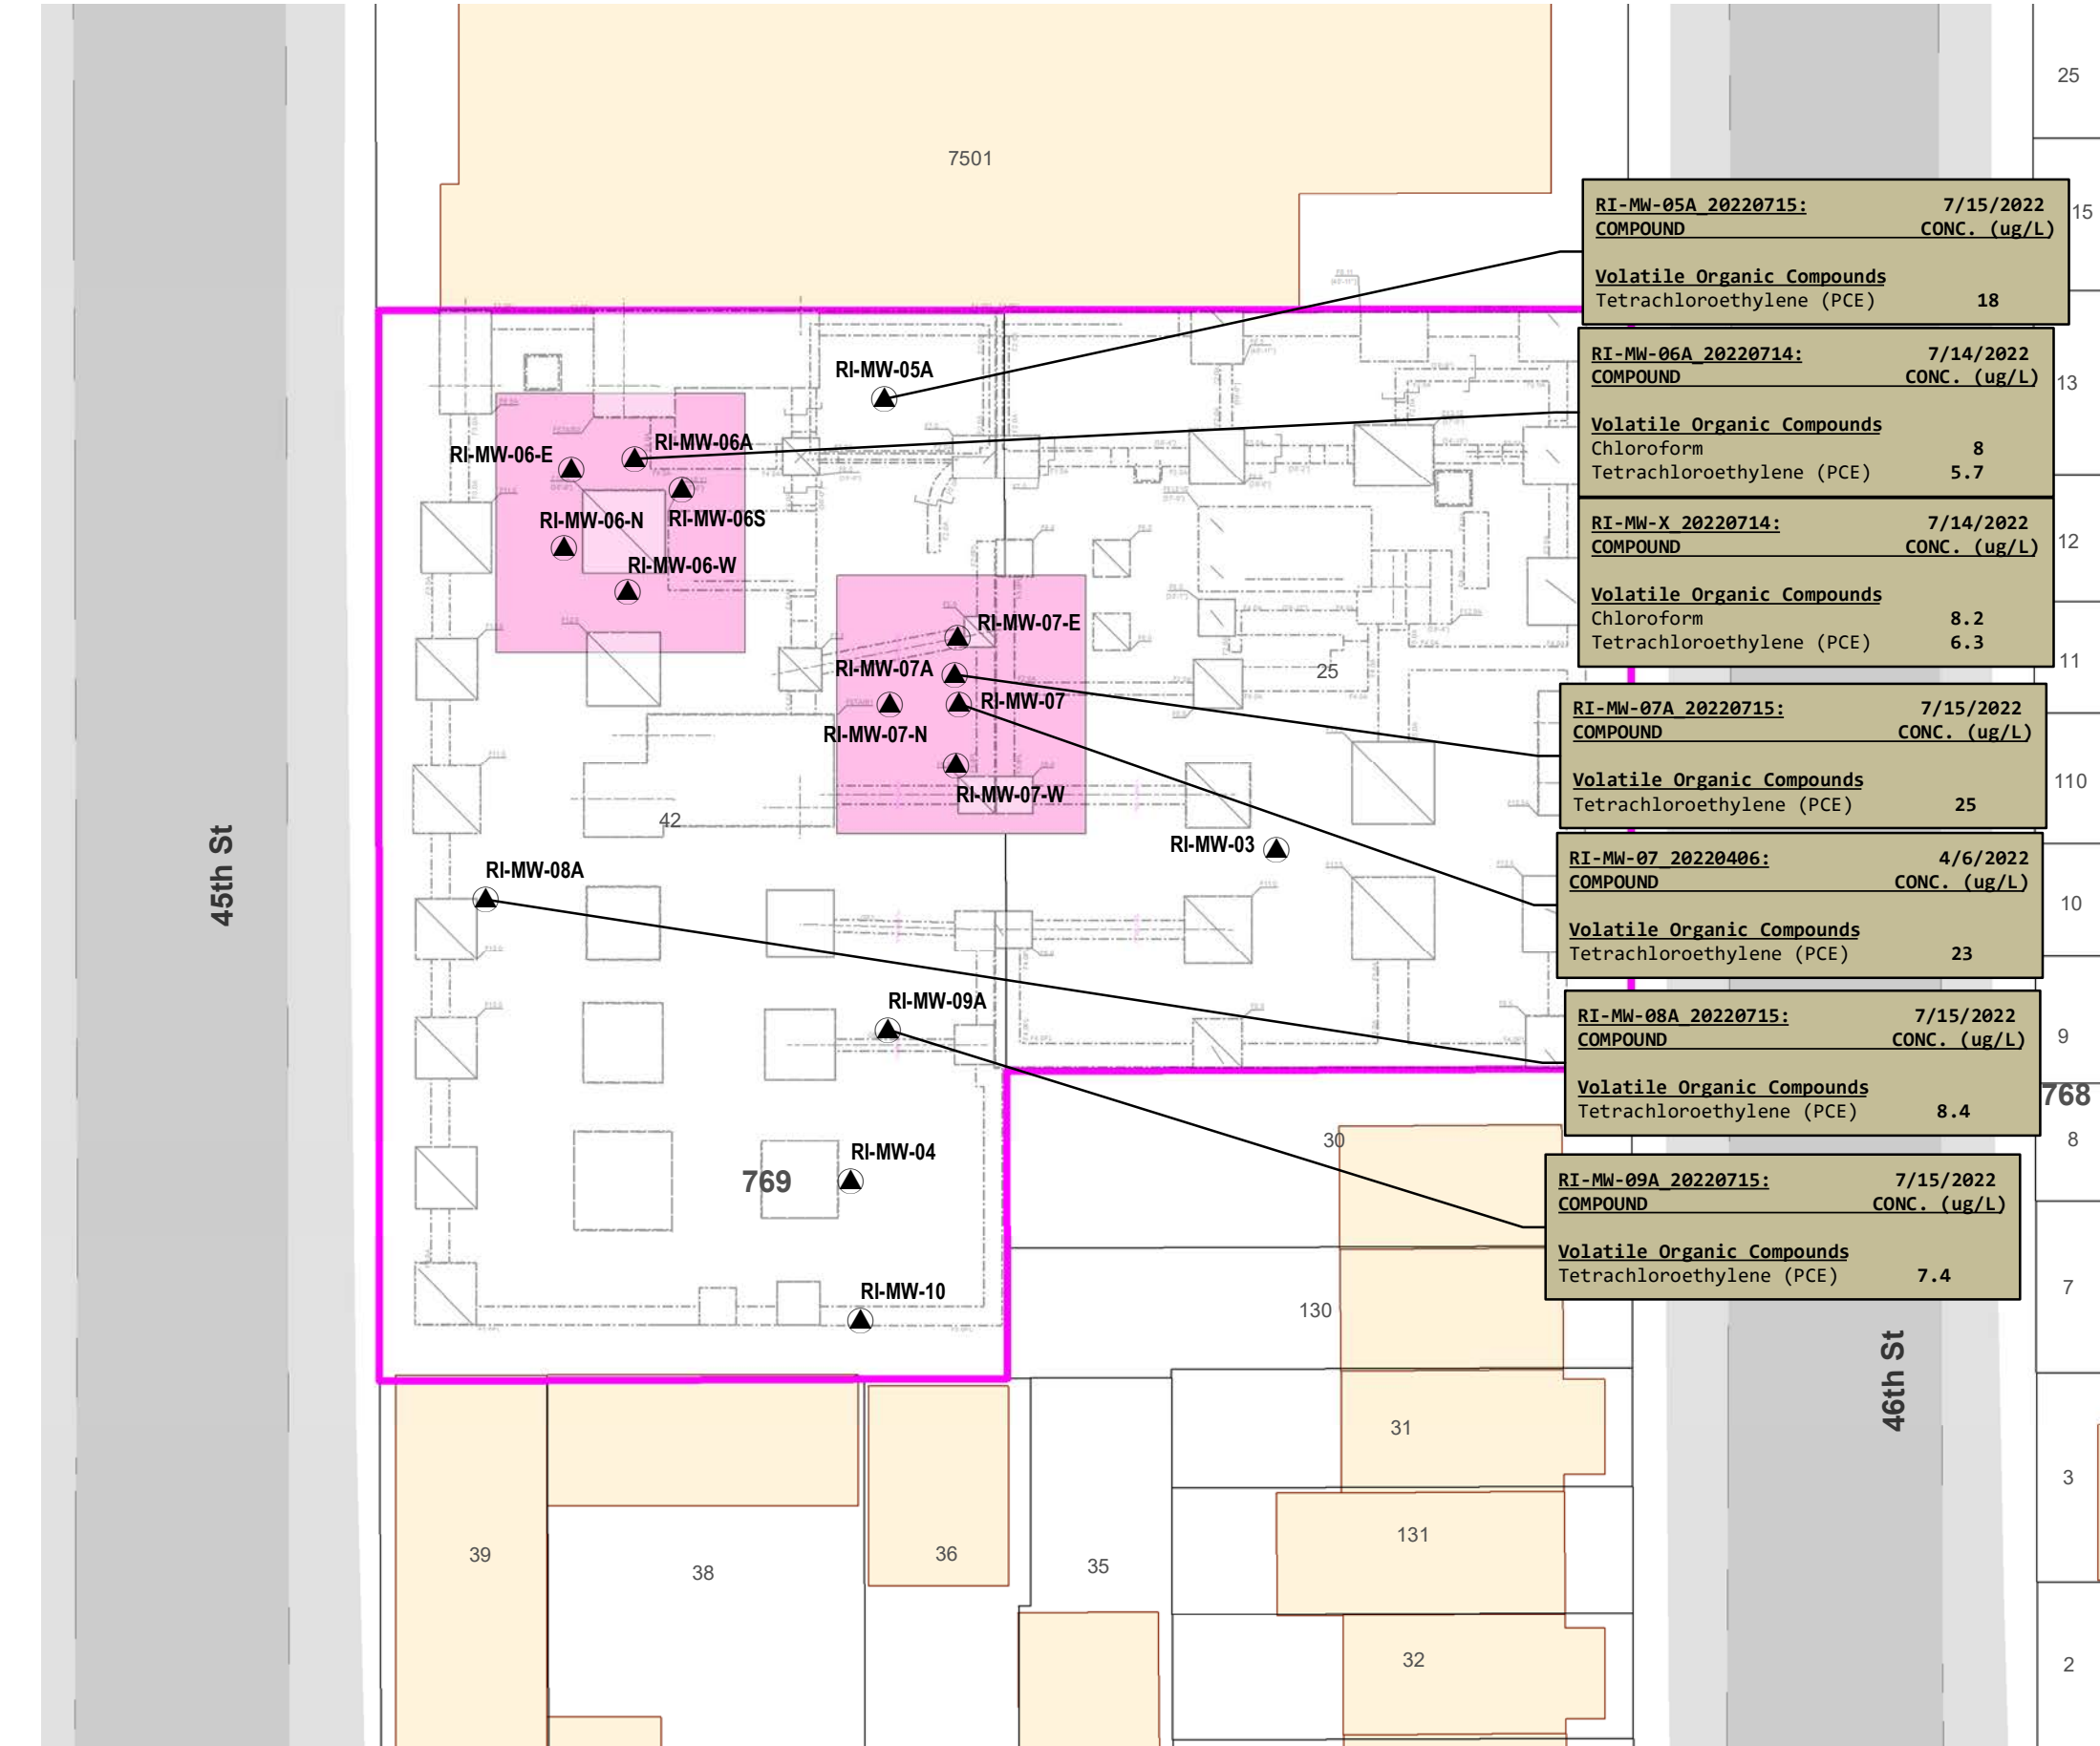 25
7501
RI-MW-05A_20220715: 7/15/2022
COMPOUND CONC. (ug/L)
Volatile Organic Compounds
Tetrachloroethylene (PCE) 18
15
RI-MW-06A_20220714: 7/14/2022
COMPOUND CONC. (ug/L)
Volatile Organic Compounds
Chloroform 8
Tetrachloroethylene (PCE) 5.7
13
RI-MW-X_20220714: 7/14/2022
COMPOUND CONC. (ug/L)
Volatile Organic Compounds
Chloroform 8.2
Tetrachloroethylene (PCE) 6.3
12
11
RI-MW-07A_20220715: 7/15/2022
COMPOUND CONC. (ug/L)
Volatile Organic Compounds
Tetrachloroethylene (PCE) 25
110
RI-MW-07_20220406: 4/6/2022
COMPOUND CONC. (ug/L)
Volatile Organic Compounds
Tetrachloroethylene (PCE) 23
10
RI-MW-08A_20220715: 7/15/2022
COMPOUND CONC. (ug/L)
Volatile Organic Compounds
Tetrachloroethylene (PCE) 8.4
9
768
8
RI-MW-09A_20220715: 7/15/2022
COMPOUND CONC. (ug/L)
Volatile Organic Compounds
Tetrachloroethylene (PCE) 7.4
7
3
2
RI-MW-05A
RI-MW-06A
RI-MW-06-E
RI-MW-06S
RI-MW-06-N
RI-MW-06-W
RI-MW-07-E
RI-MW-07A
RI-MW-07
RI-MW-07-N
RI-MW-07-W
25
42
RI-MW-03
RI-MW-08A
RI-MW-09A
RI-MW-04
769
RI-MW-10
45th St
46th St
30
130
31
131
32
39
38
36
35